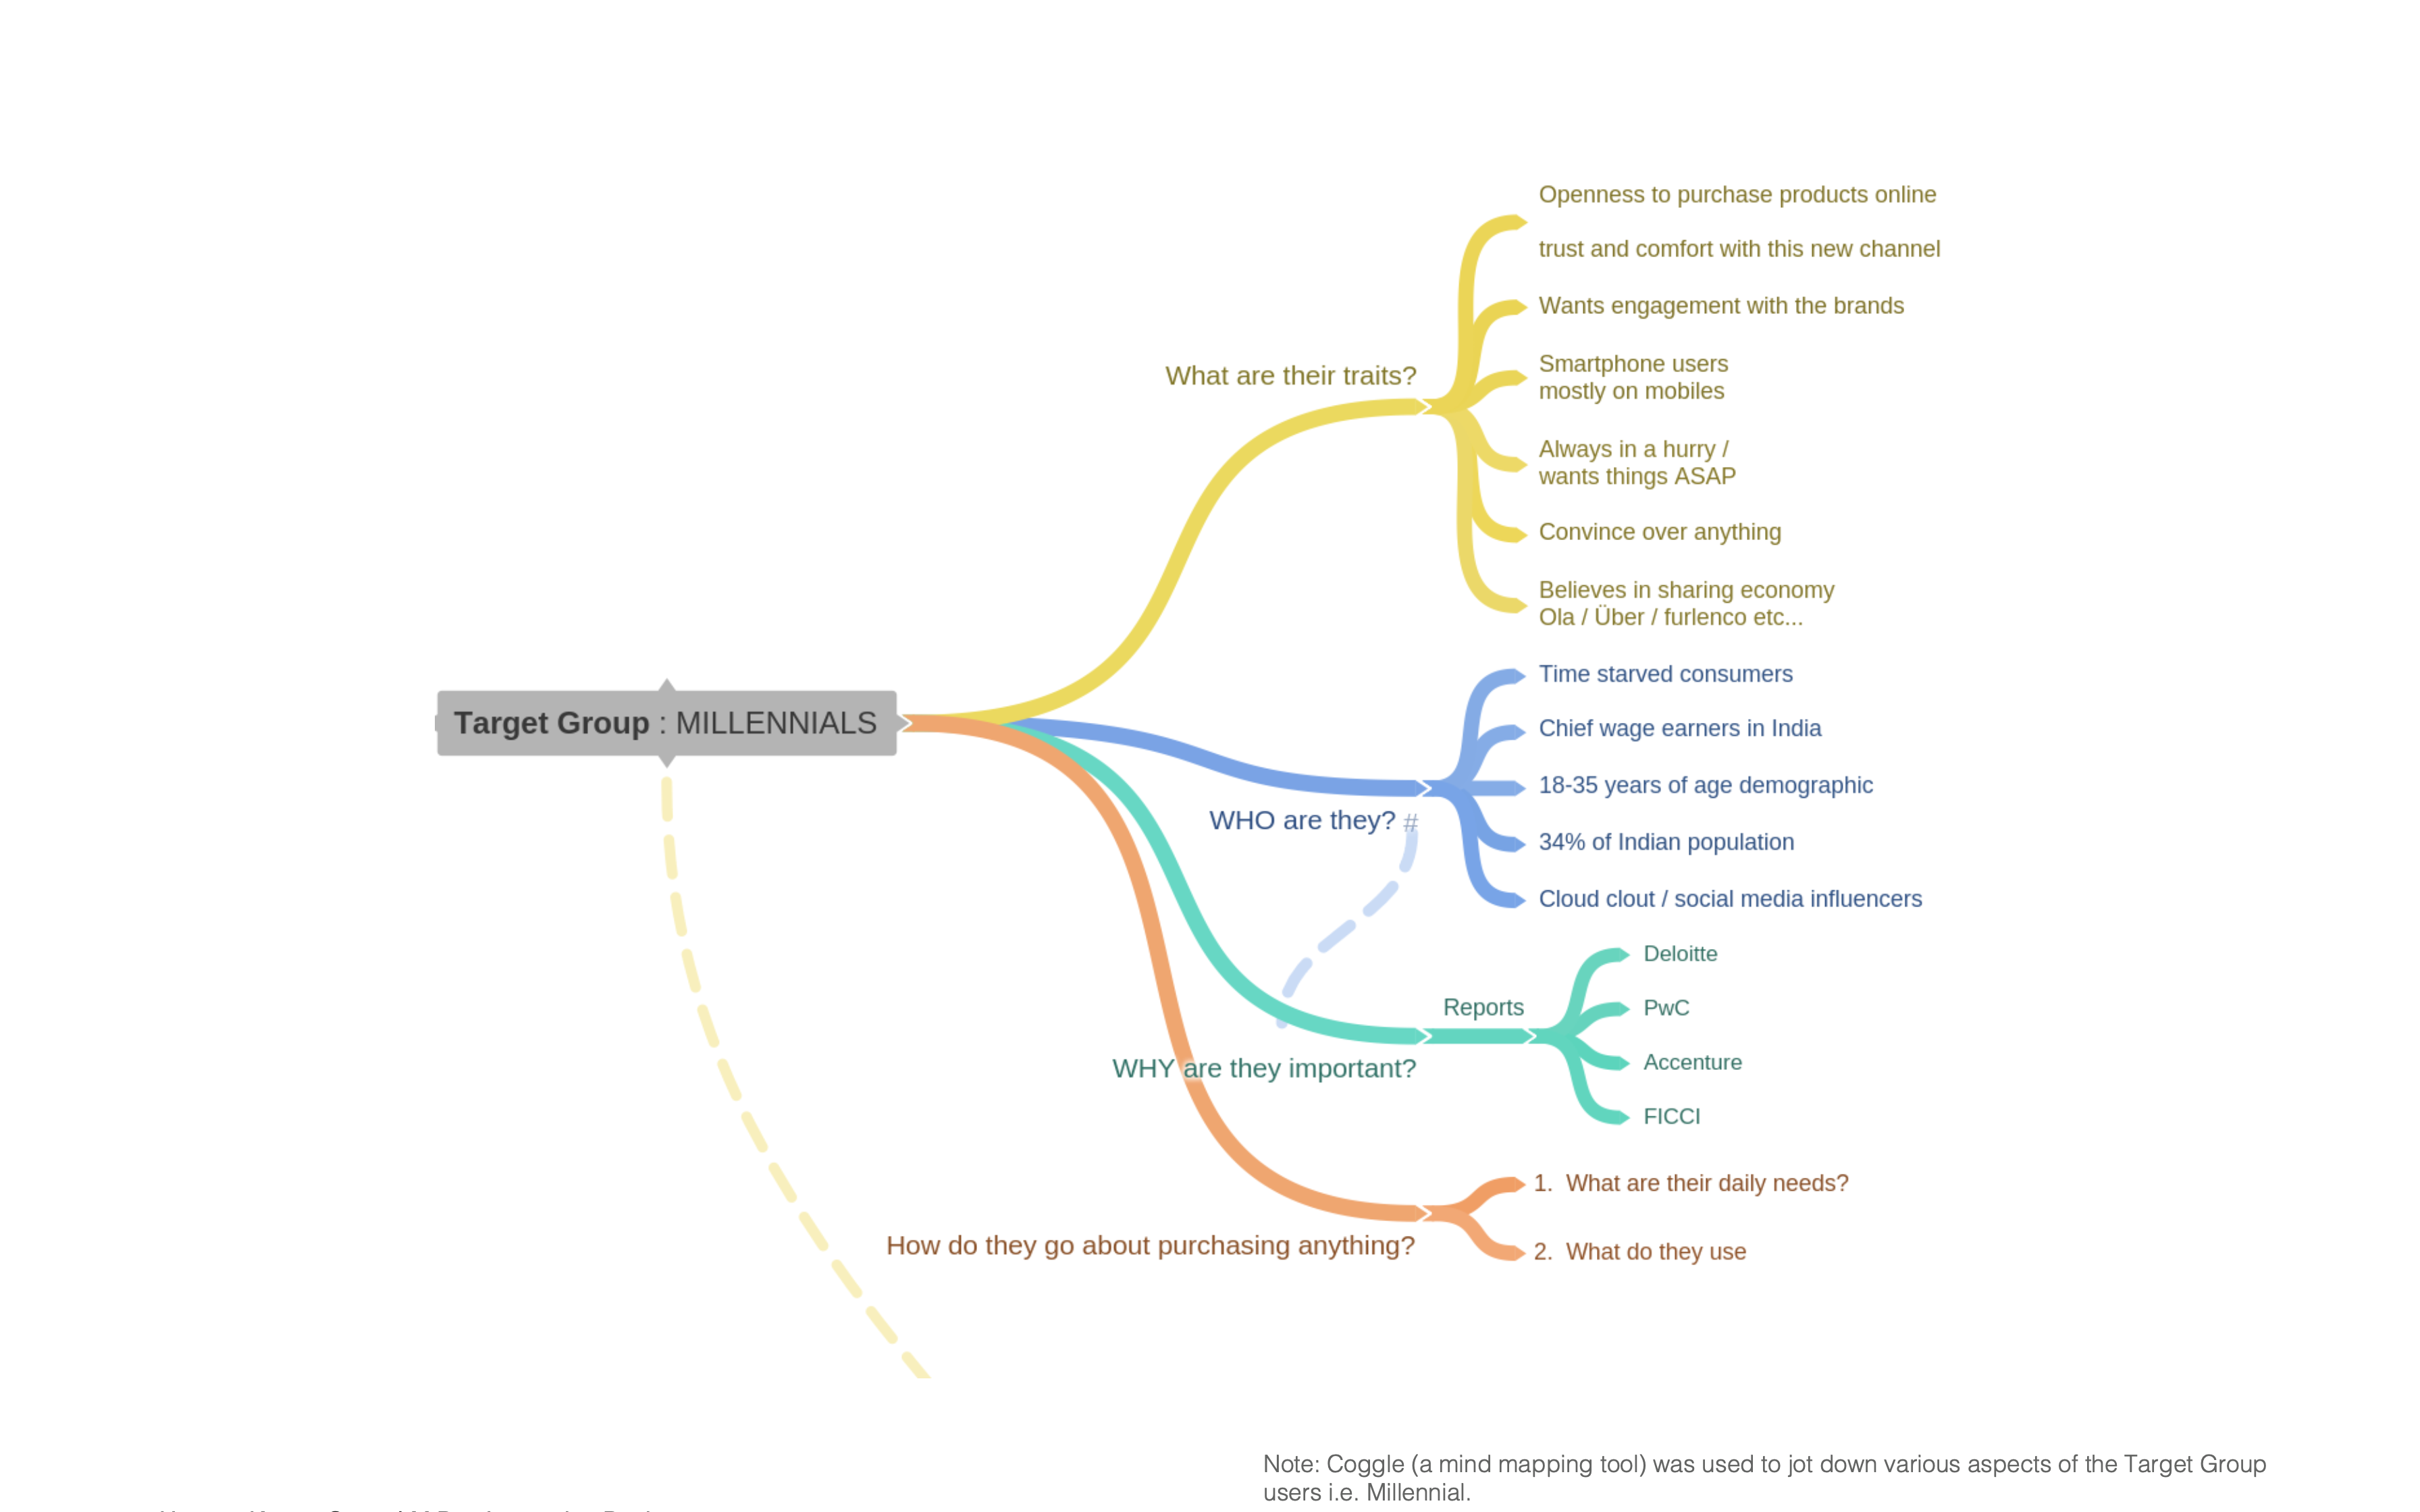 Openness to purchase products online
trust and comfort with this new channel
Wants engagement with the brands
What are their traits?
Smartphone users
mostly on mobiles
Always in a hurry /
wants things ASAP
Convince over anything
Believes in sharing economy
Ola / Über / furlenco etc...
Target Group : MILLENNIALS
Time starved consumers
Chief wage earners in India
18-35 years of age demographic
WHO are they? #
34% of Indian population
Cloud clout / social media influencers
WHY are they important?
Reports
Deloitte
PwC
Accenture
FICCI
How do they go about purchasing anything?
1. What are their daily needs?
2. What do they use
Note: Coggle (a mind mapping tool) was used to jot down various aspects of the Target Group
users i.e. Millennial.